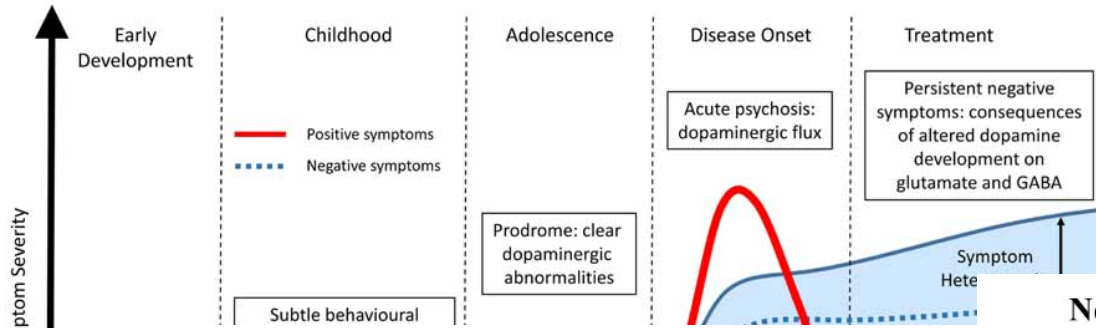 Early
Development
Childhood
Adolescence
Disease Onset
Treatment
Positive symptoms
Negative symptoms
Acute psychosis:
dopaminergic flux
Persistent negative
symptoms: consequences
of altered dopamine
development on
glutamate and GABA
Prodrome: clear
dopaminergic
abnormalities
Symptom
Severity
Subtle behavioural